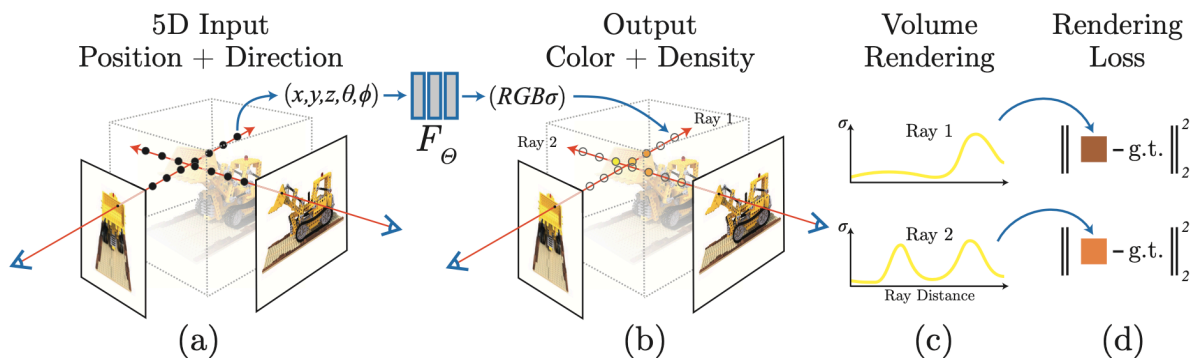 5D Input
Position + Direction
Output
Color + Density
Volume
Rendering
Rendering
Loss
(x,y,z,θ,ϕ)
F_Θ
(RGBσ)
Ray 1
Ray 2
σ
Ray 1
σ
Ray 2
Ray Distance
‖ − g.t. ‖₂²
‖ − g.t. ‖₂²
(a)
(b)
(c)
(d)